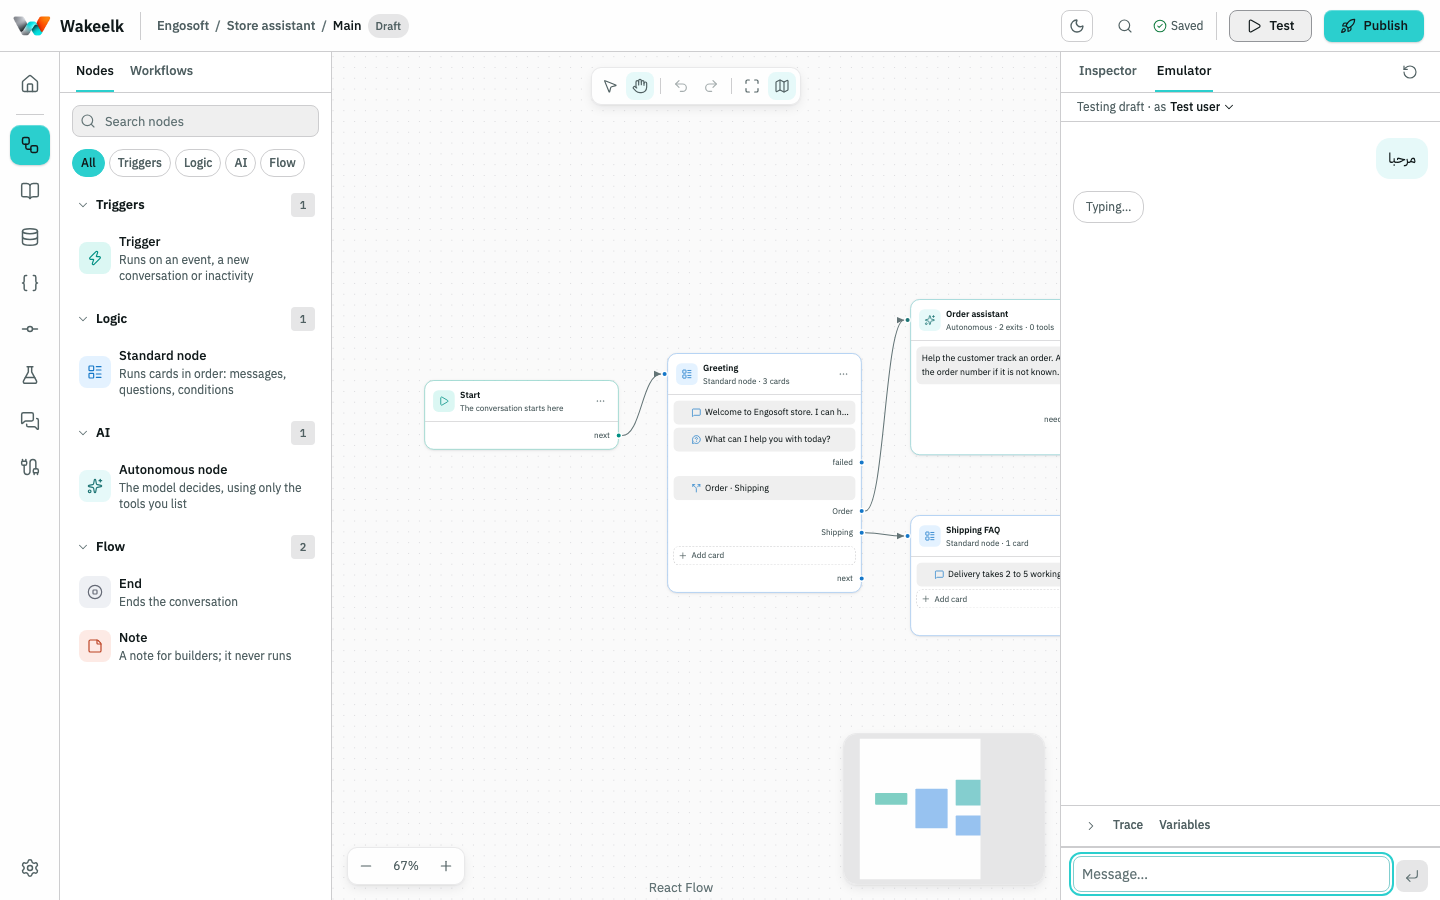 Wakeelk
Engosoft / Store assistant / Main Draft
Saved
Test
Publish
Nodes Workflows
Search nodes
All Triggers Logic AI Flow
Triggers 1
Trigger
Runs on an event, a new
conversation or inactivity
Logic 1
Standard node
Runs cards in order: messages,
questions, conditions
AI 1
Autonomous node
The model decides, using only the
tools you list
Flow 2
End
Ends the conversation
Note
A note for builders; it never runs
Start
The conversation starts here
next
Greeting
Standard node · 3 cards
Welcome to Engosoft store. I can h...
What can I help you with today?
failed
Order · Shipping
Order
Shipping
+ Add card
next
Order assistant
Autonomous · 2 exits · 0 tools
Help the customer track an order. A
the order number if it is not known.
need
Shipping FAQ
Standard node · 1 card
Delivery takes 2 to 5 working
+ Add card
67%
React Flow
Inspector Emulator
Testing draft · as Test user
مرحبا
Typing...
Trace Variables
Message...